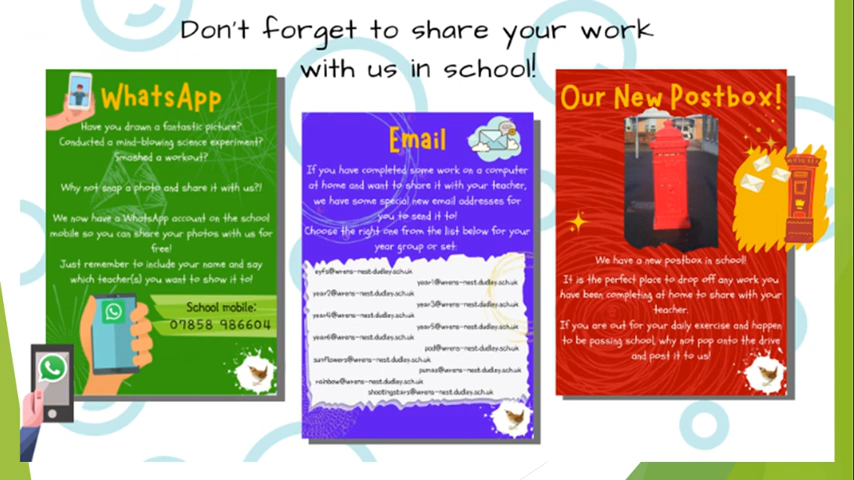 Don't forget to share your work
with us in school!
WhatsApp
Have you drawn a fantastic picture?
Conducted a mind-blowing science experiment?
Smashed a workout?
Why not snap a photo and share it with us?!
We now have a WhatsApp account on the school
mobile so you can share your photos with us for
free!
Just remember to include your name and say
which teacher(s) you want to show it to!
School mobile:
07858 986604
Email
If you have completed some work on a computer
at home and want to share it with your teacher,
we have some special new email addresses for
you to send it to!
Choose the right one from the list below for your
year group or set:
eyfs@wrens-nest.dudley.sch.uk
year1@wrens-nest.dudley.sch.uk
year2@wrens-nest.dudley.sch.uk
year3@wrens-nest.dudley.sch.uk
year4@wrens-nest.dudley.sch.uk
year5@wrens-nest.dudley.sch.uk
year6@wrens-nest.dudley.sch.uk
pod@wrens-nest.dudley.sch.uk
sunflowers@wrens-nest.dudley.sch.uk
pumas@wrens-nest.dudley.sch.uk
rainbow@wrens-nest.dudley.sch.uk
shootingstars@wrens-nest.dudley.sch.uk
Our New Postbox!
We have a new postbox in school!
It is the perfect place to drop off any work you
have been completing at home to share with your
teacher.
If you are out for your daily exercise and happen
to be passing school, why not pop onto the drive
and post it to us!